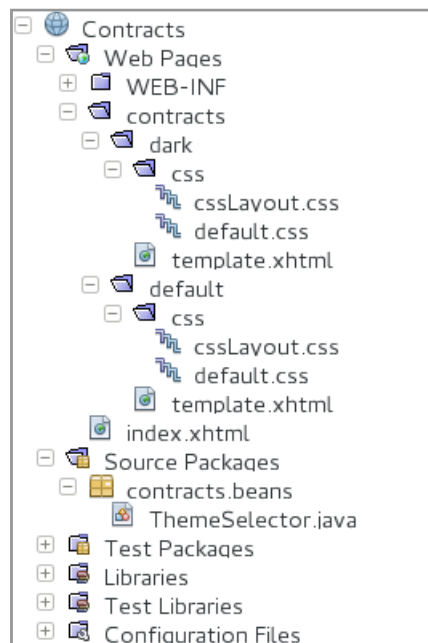 Contracts
Web Pages
WEB-INF
contracts
dark
css
cssLayout.css
default.css
template.xhtml
default
css
cssLayout.css
default.css
template.xhtml
index.xhtml
Source Packages
contracts.beans
ThemeSelector.java
Test Packages
Libraries
Test Libraries
Configuration Files